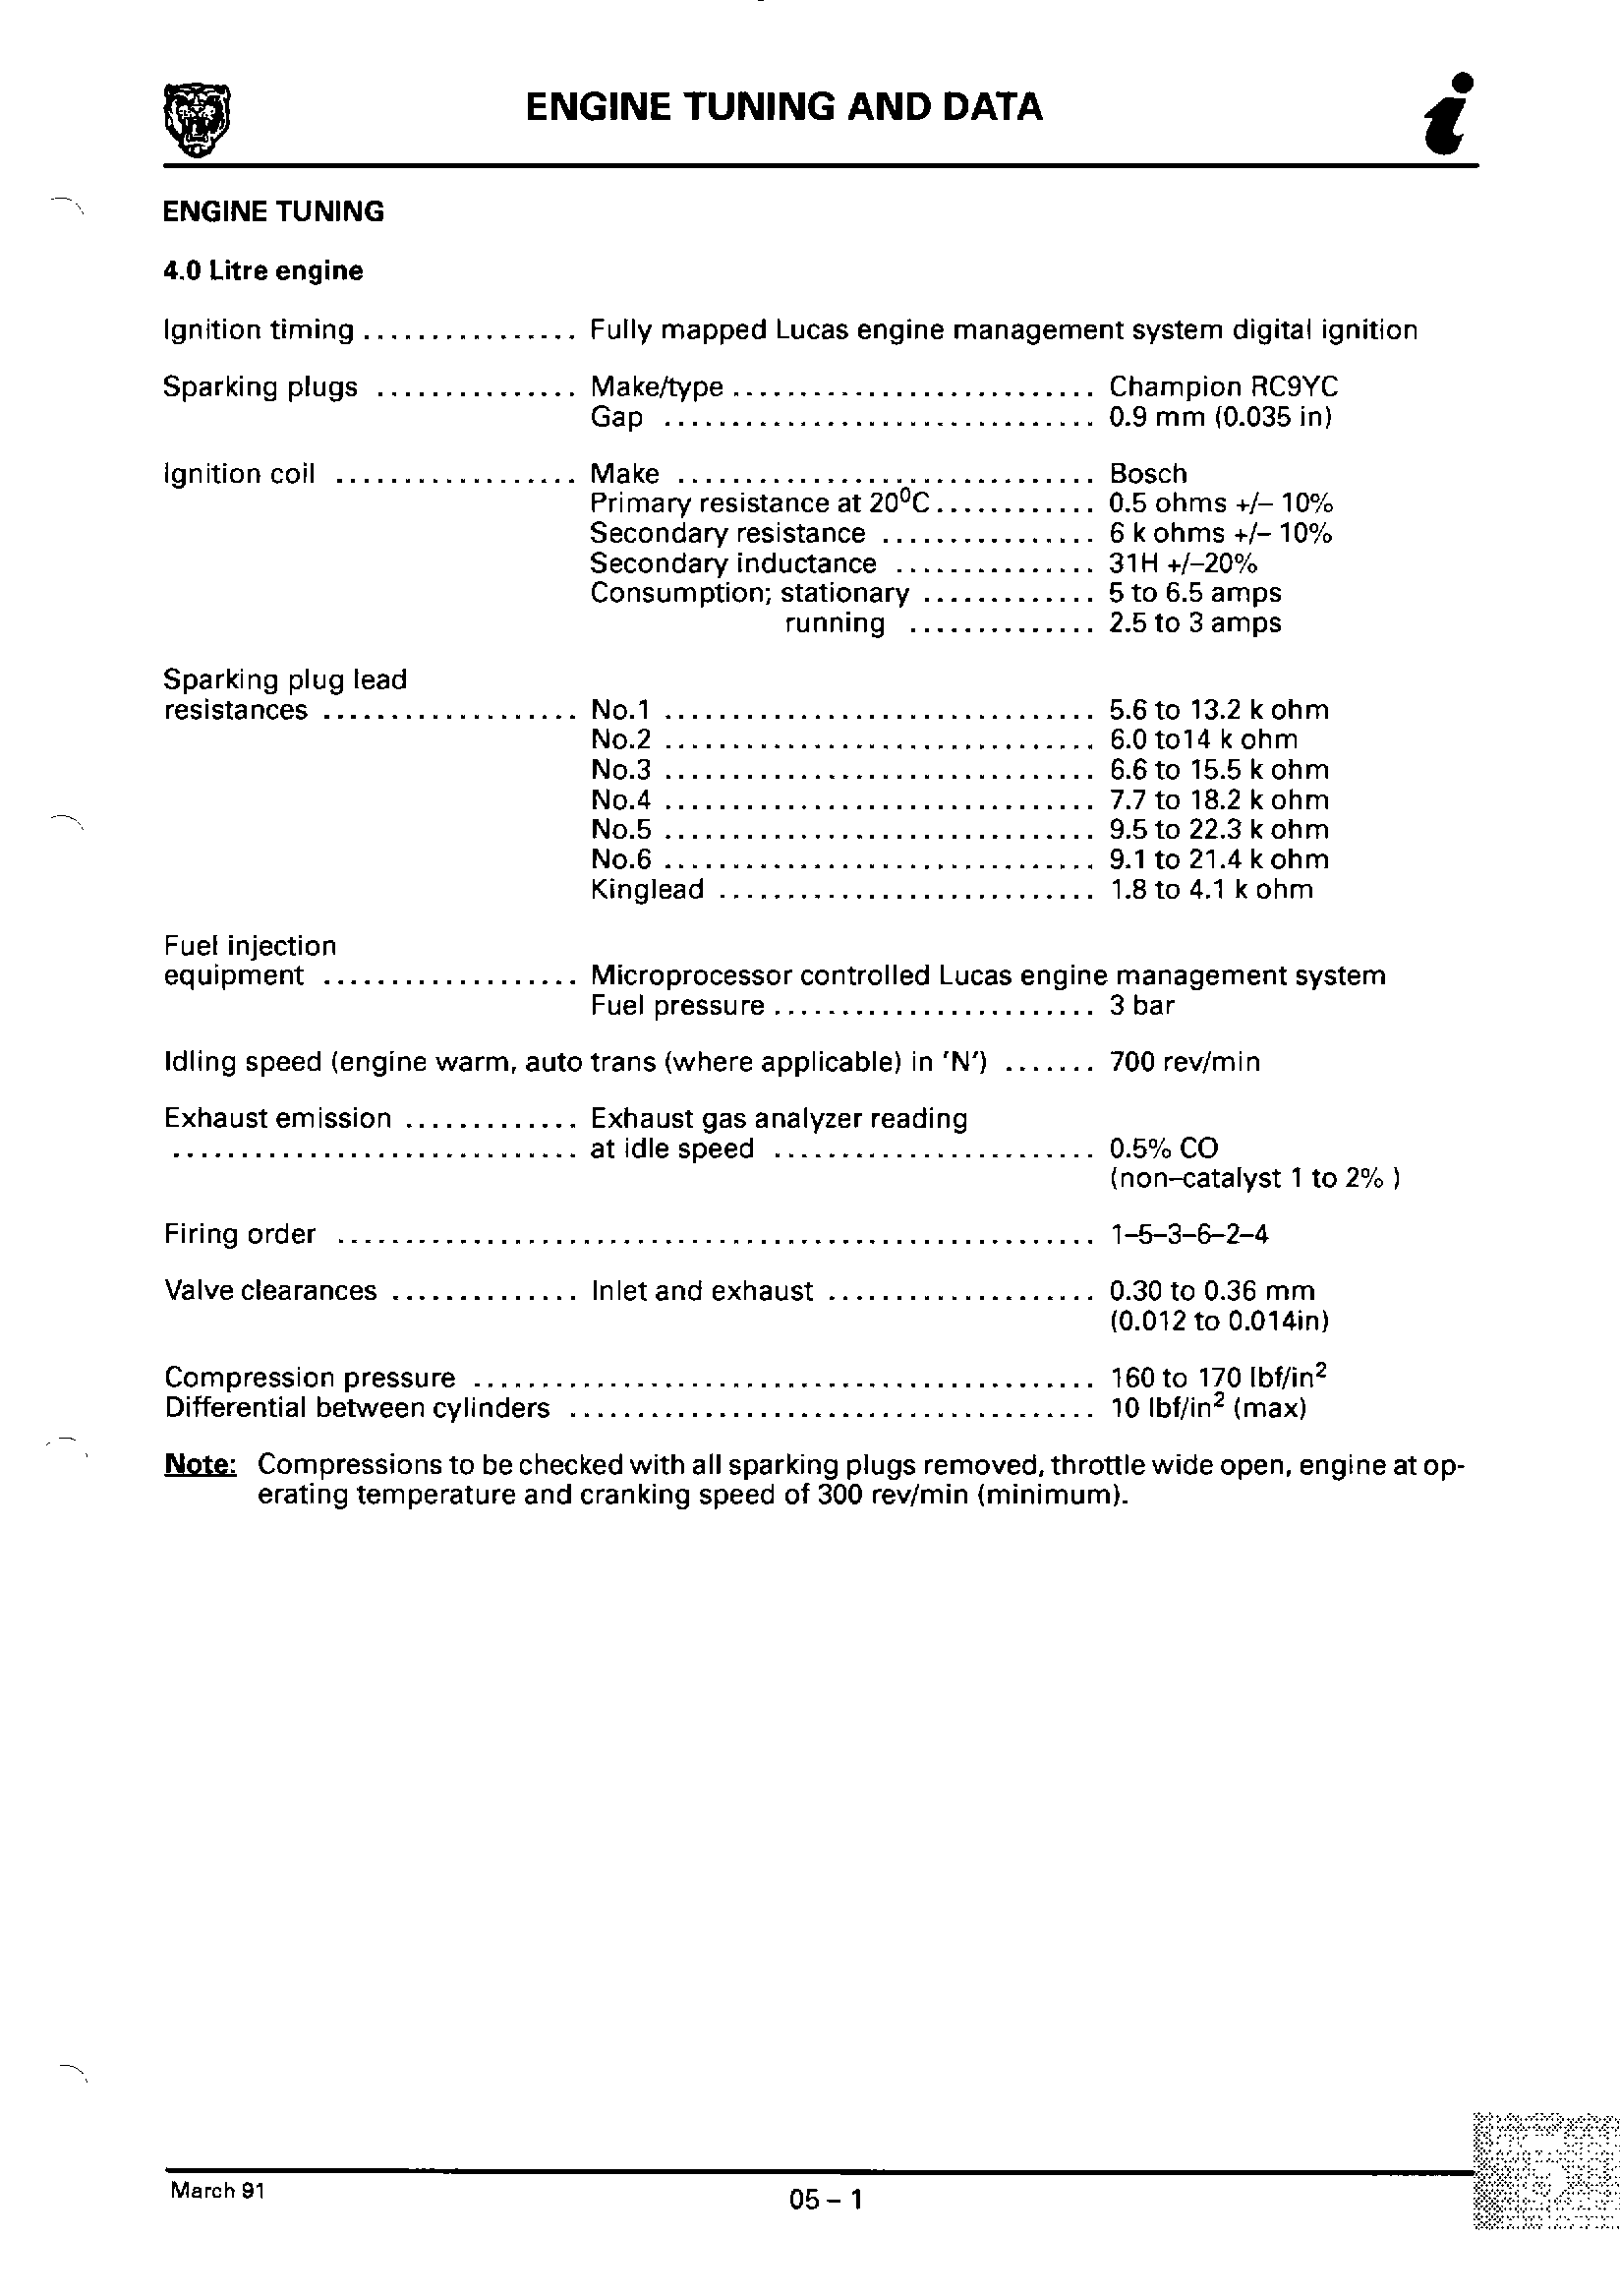 ENGINE TUNING AND DATA
ENGINE TUNING
4.0 Litre engine
Ignition timing ................ Fully mapped Lucas engine management system digital ignition
Sparking plugs ............... Make/type ........................... Champion RC9YC
Gap ................................ 0.9 mm (0.035 in)
Ignition coil .................. Make ............................... Bosch
Primary resistance at 20⁰C ............ 0.5 ohms +/– 10%
Secondary resistance ................ 6 k ohms +/– 10%
Secondary inductance ............... 31H +/–20%
Consumption; stationary ............. 5 to 6.5 amps
running .............. 2.5 to 3 amps
Sparking plug lead
resistances ................... No.1 ................................ 5.6 to 13.2 k ohm
No.2 ................................ 6.0 to14 k ohm
No.3 ................................ 6.6 to 15.5 k ohm
No.4 ................................ 7.7 to 18.2 k ohm
No.5 ................................ 9.5 to 22.3 k ohm
No.6 ................................ 9.1 to 21.4 k ohm
Kinglead ............................ 1.8 to 4.1 k ohm
Fuel injection
equipment ................... Microprocessor controlled Lucas engine management system
Fuel pressure ........................ 3 bar
Idling speed (engine warm, auto trans (where applicable) in ’N’) ....... 700 rev/min
Exhaust emission ............. Exhaust gas analyzer reading
.............................. at idle speed ........................ 0.5% CO
(non–catalyst 1 to 2% )
Firing order ........................................................ 1–5–3–6–2–4
Valve clearances .............. Inlet and exhaust .................... 0.30 to 0.36 mm
(0.012 to 0.014in)
Compression pressure .............................................. 160 to 170 lbf/in²
Differential between cylinders ....................................... 10 lbf/in² (max)
Note: Compressions to be checked with all sparking plugs removed, throttle wide open, engine at op-
erating temperature and cranking speed of 300 rev/min (minimum).
March 91
05 – 1